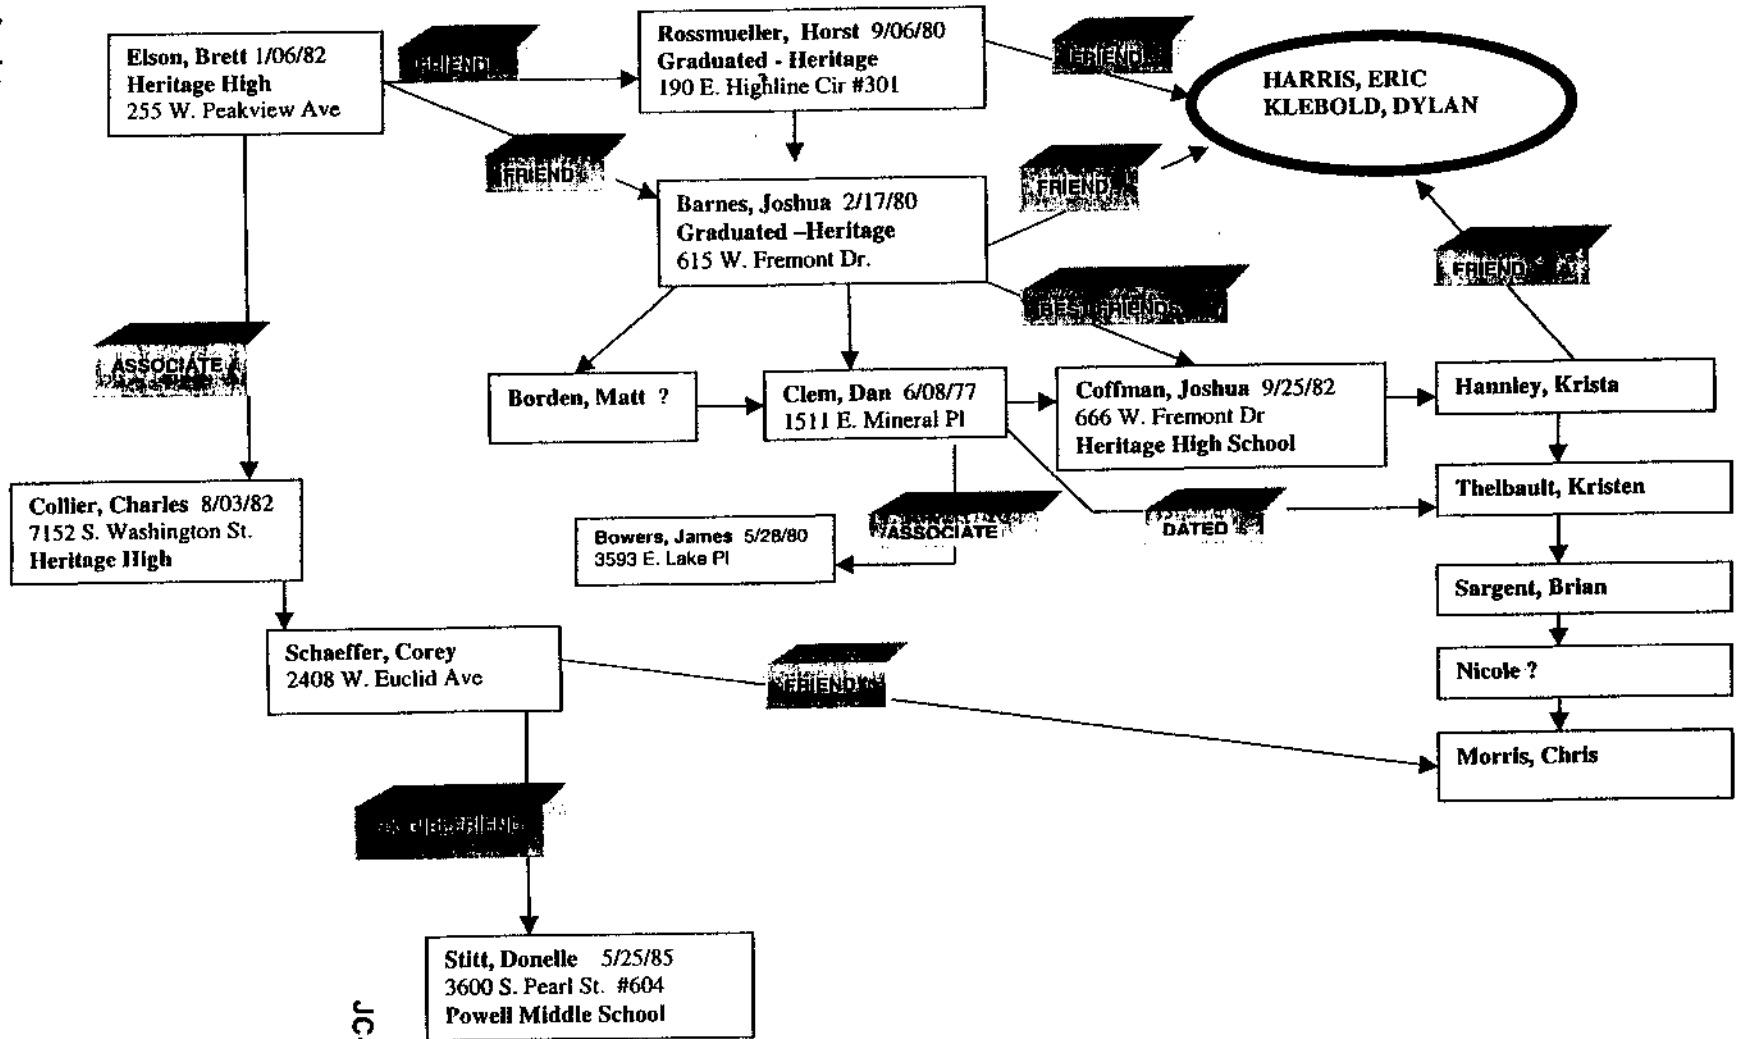 Elson, Brett 1/06/82
Heritage High
255 W. Peakview Ave
FRIEND
Rossmueller, Horst 9/06/80
Graduated - Heritage
190 E. Highline Cir #301
FRIEND
HARRIS, ERIC
KLEBOLD, DYLAN
FRIEND
Barnes, Joshua 2/17/80
Graduated –Heritage
615 W. Fremont Dr.
FRIEND
FRIEND
BEST FRIENDS
ASSOCIATE
Borden, Matt ?
Clem, Dan 6/08/77
1511 E. Mineral Pl
Coffman, Joshua 9/25/82
666 W. Fremont Dr
Heritage High School
Hannley, Krista
Collier, Charles 8/03/82
7152 S. Washington St.
Heritage High
Bowers, James 5/28/80
3593 E. Lake Pl
ASSOCIATE
DATED
Thelbault, Kristen
Sargent, Brian
Schaeffer, Corey
2408 W. Euclid Ave
FRIEND
Nicole ?
Morris, Chris
EX GIRLFRIEND
Stitt, Donelle 5/25/85
3600 S. Pearl St. #604
Powell Middle School
JC